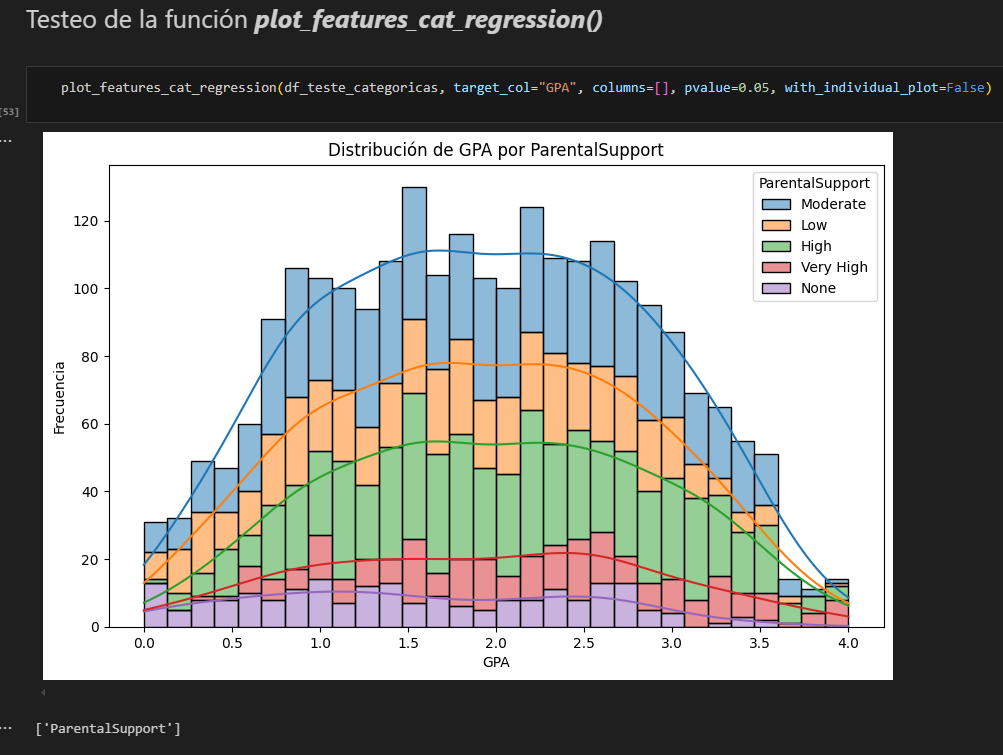 Testeo de la función plot_features_cat_regression()
plot_features_cat_regression(df_teste_categoricas, target_col="GPA", columns=[], pvalue=0.05, with_individual_plot=False)
[53]
...
Distribución de GPA por ParentalSupport
ParentalSupport
Moderate
Low
High
Very High
None
120
100
80
60
40
20
0
Frecuencia
0.0 0.5 1.0 1.5 2.0 2.5 3.0 3.5 4.0
GPA
... ['ParentalSupport']